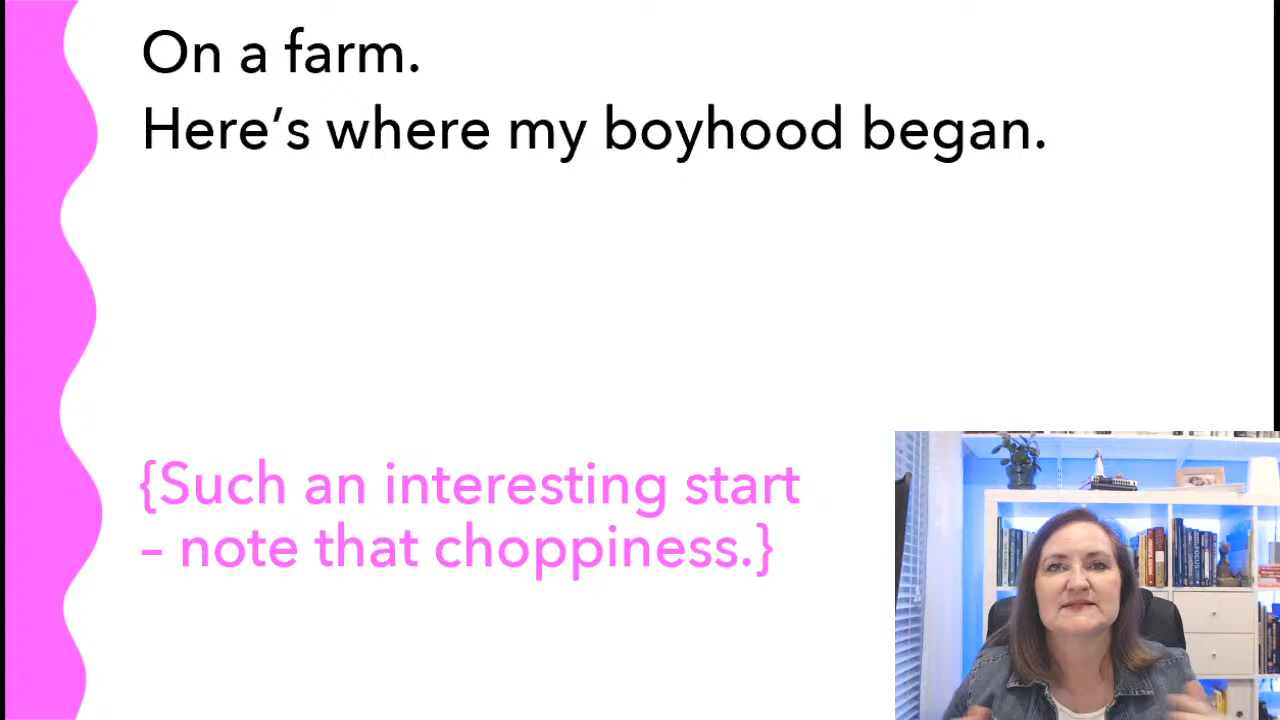 On a farm.
Here's where my boyhood began.
{Such an interesting start
– note that choppiness.}